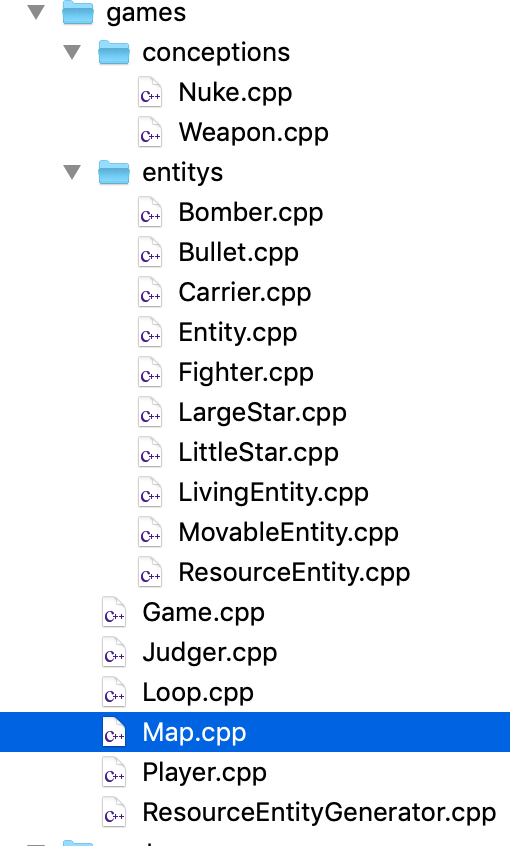 games
conceptions
Nuke.cpp
Weapon.cpp
entitys
Bomber.cpp
Bullet.cpp
Carrier.cpp
Entity.cpp
Fighter.cpp
LargeStar.cpp
LittleStar.cpp
LivingEntity.cpp
MovableEntity.cpp
ResourceEntity.cpp
Game.cpp
Judger.cpp
Loop.cpp
Map.cpp
Player.cpp
ResourceEntityGenerator.cpp